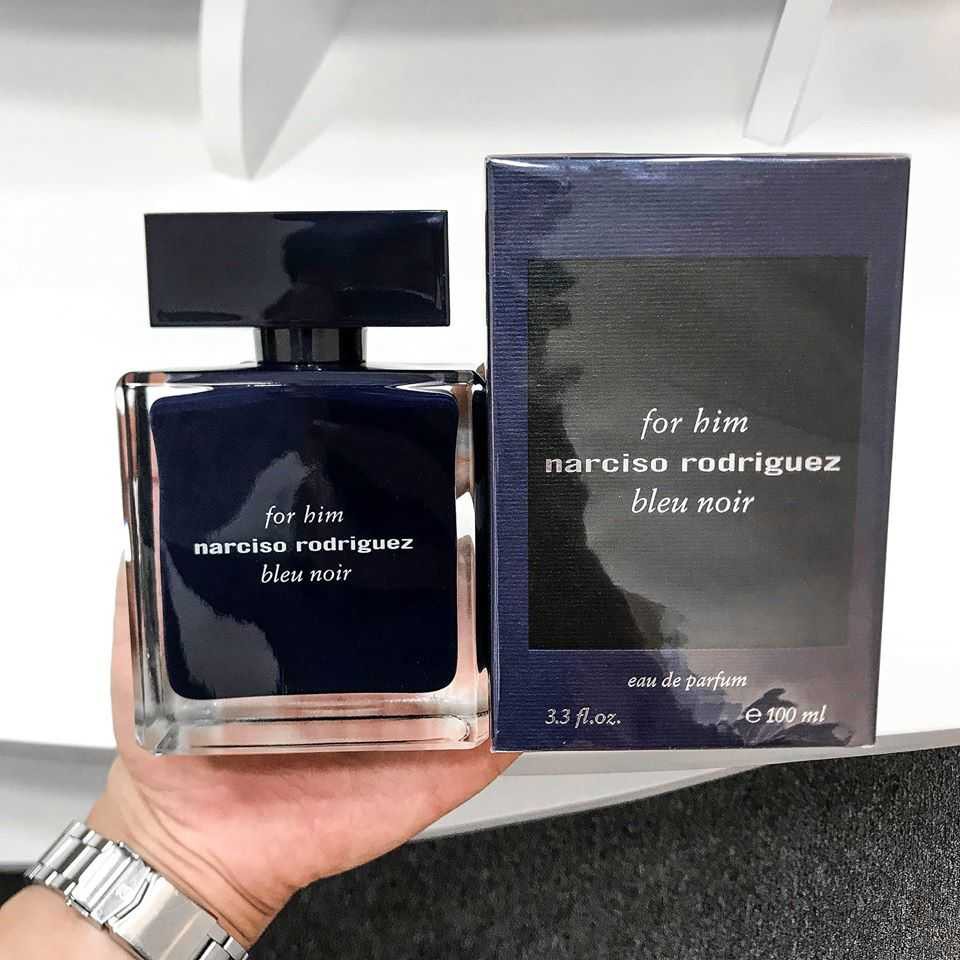 for him
narciso rodriguez
bleu noir
for him
narciso rodriguez
bleu noir
eau de parfum
3.3 fl.oz.
℮ 100 ml